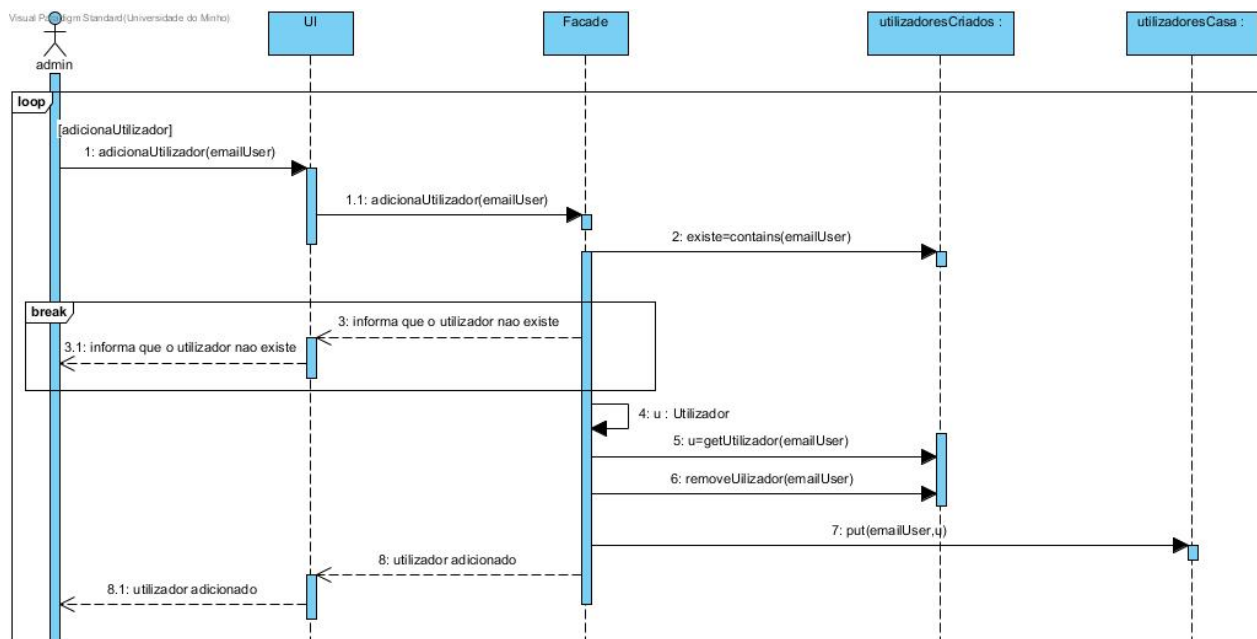 Visual Paradigm Standard(Universidade do Minho)
UI
Facade
utilizadoresCriados :
utilizadoresCasa :
admin
loop
[adicionaUtilizador]
1: adicionaUtilizador(emailUser)
1.1: adicionaUtilizador(emailUser)
2: existe=contains(emailUser)
break
3: informa que o utilizador nao existe
3.1: informa que o utilizador nao existe
4: u : Utilizador
5: u=getUtilizador(emailUser)
6: removeUilizador(emailUser)
7: put(emailUser,u)
8: utilizador adicionado
8.1: utilizador adicionado